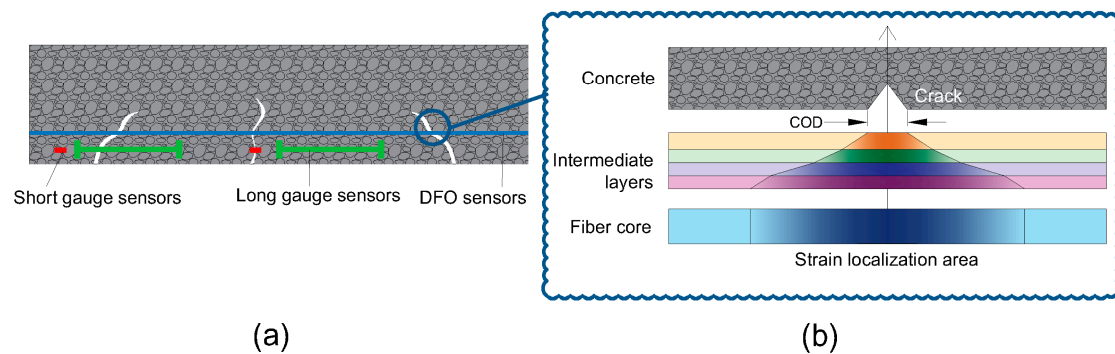 (a)
Short gauge sensors
Long gauge sensors
DFO sensors
Concrete
Crack
COD
Intermediate
layers
Fiber core
Strain localization area
(b)